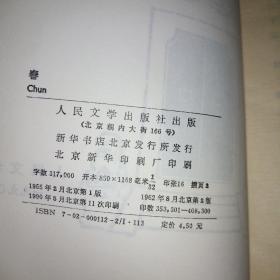 春
Chun
人民文学出版社出版
(北京朝内大街166号)
新华书店北京发行所发行
北京新华印刷厂印刷
字数317,000 开本850×1168毫米 1/32 印张16 插页3
1955年2月北京第1版 1962年8月北京第2版
1990年5月第11次印刷 印数353,501—408,300
ISBN 7-02-000112-2/I·113 定价 4.50 元